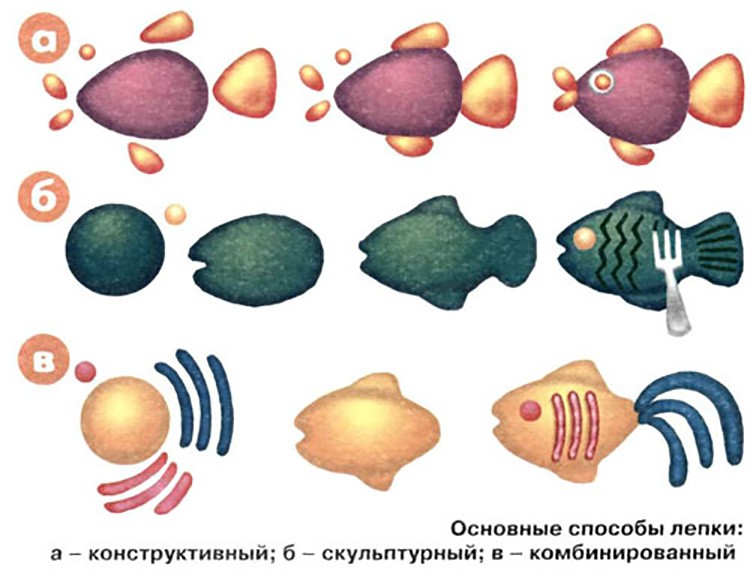 а
б
в
Основные способы лепки:
а – конструктивный; б – скульптурный; в – комбинированный